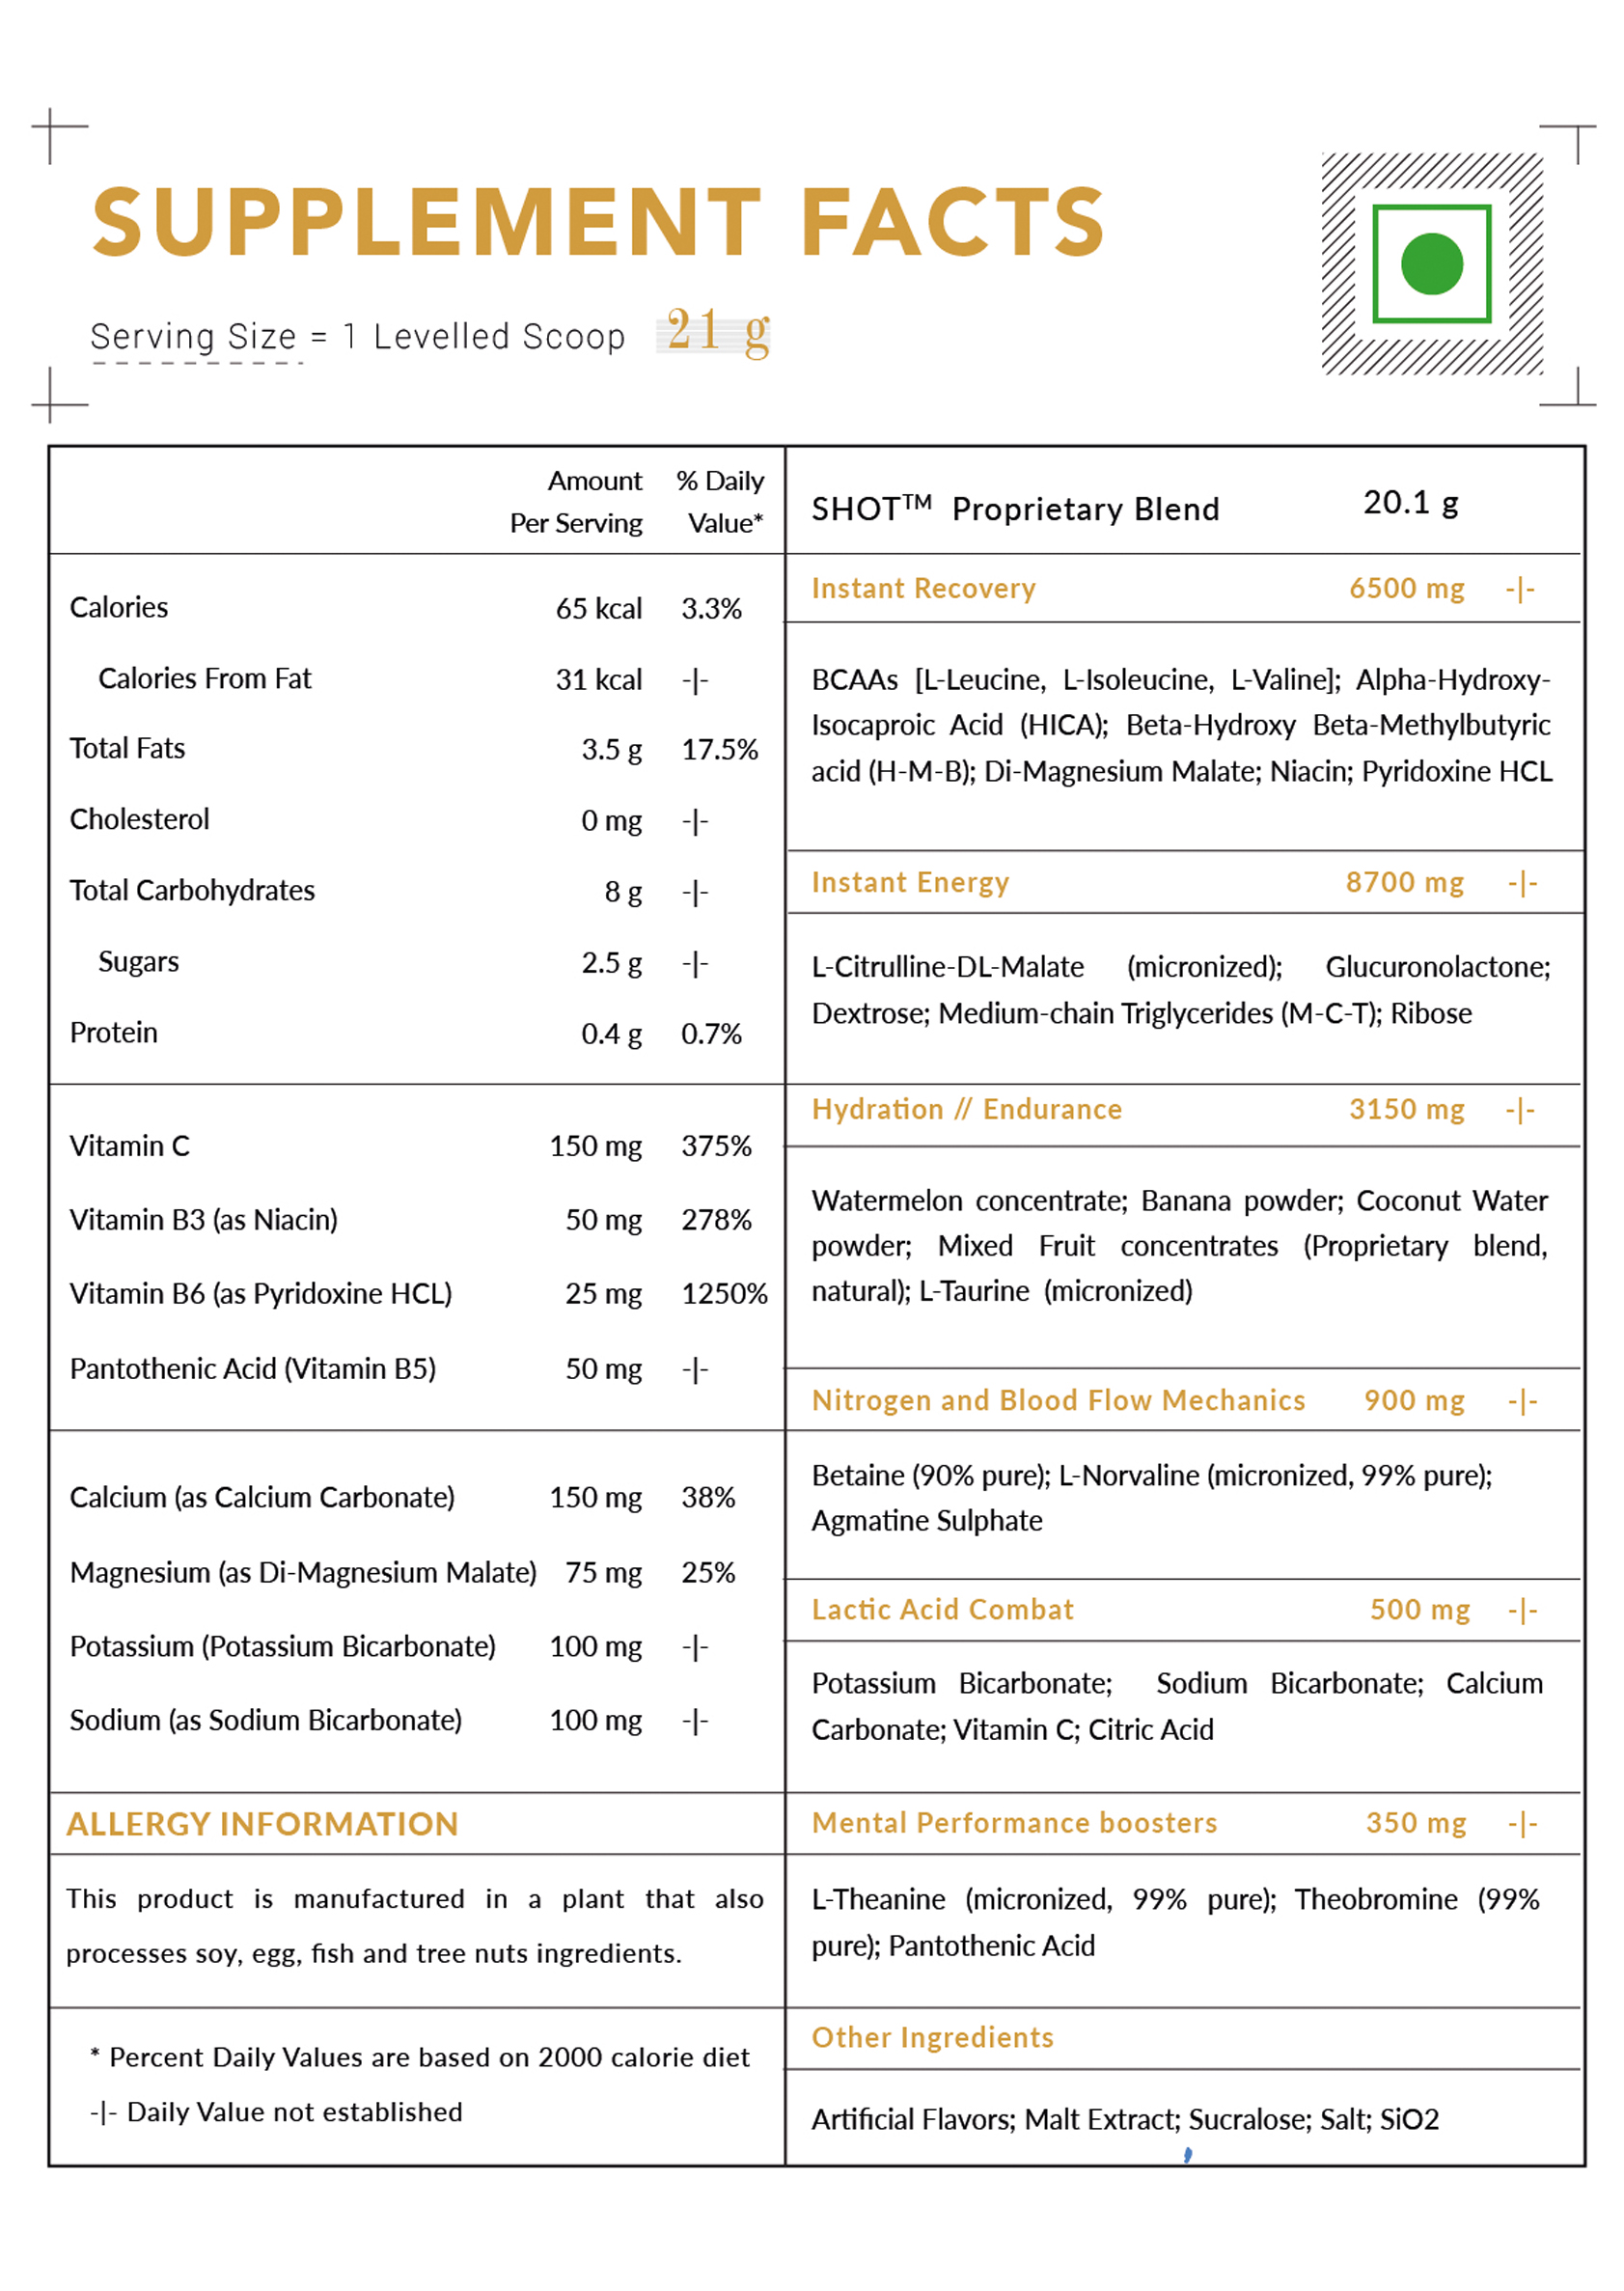 SUPPLEMENT FACTS
Serving Size = 1 Levelled Scoop 21 g
Amount % Daily
Per Serving Value*
Calories 65 kcal 3.3%
Calories From Fat 31 kcal -|-
Total Fats 3.5 g 17.5%
Cholesterol 0 mg -|-
Total Carbohydrates 8 g -|-
Sugars 2.5 g -|-
Protein 0.4 g 0.7%
Vitamin C 150 mg 375%
Vitamin B3 (as Niacin) 50 mg 278%
Vitamin B6 (as Pyridoxine HCL) 25 mg 1250%
Pantothenic Acid (Vitamin B5) 50 mg -|-
Calcium (as Calcium Carbonate) 150 mg 38%
Magnesium (as Di-Magnesium Malate) 75 mg 25%
Potassium (Potassium Bicarbonate) 100 mg -|-
Sodium (as Sodium Bicarbonate) 100 mg -|-
ALLERGY INFORMATION
This product is manufactured in a plant that also
processes soy, egg, fish and tree nuts ingredients.
* Percent Daily Values are based on 2000 calorie diet
-|- Daily Value not established
SHOT™ Proprietary Blend 20.1 g
Instant Recovery 6500 mg -|-
BCAAs [L-Leucine, L-Isoleucine, L-Valine]; Alpha-Hydroxy-
Isocaproic Acid (HICA); Beta-Hydroxy Beta-Methylbutyric
acid (H-M-B); Di-Magnesium Malate; Niacin; Pyridoxine HCL
Instant Energy 8700 mg -|-
L-Citrulline-DL-Malate (micronized); Glucuronolactone;
Dextrose; Medium-chain Triglycerides (M-C-T); Ribose
Hydration // Endurance 3150 mg -|-
Watermelon concentrate; Banana powder; Coconut Water
powder; Mixed Fruit concentrates (Proprietary blend,
natural); L-Taurine (micronized)
Nitrogen and Blood Flow Mechanics 900 mg -|-
Betaine (90% pure); L-Norvaline (micronized, 99% pure);
Agmatine Sulphate
Lactic Acid Combat 500 mg -|-
Potassium Bicarbonate; Sodium Bicarbonate; Calcium
Carbonate; Vitamin C; Citric Acid
Mental Performance boosters 350 mg -|-
L-Theanine (micronized, 99% pure); Theobromine (99%
pure); Pantothenic Acid
Other Ingredients
Artificial Flavors; Malt Extract; Sucralose; Salt; SiO2